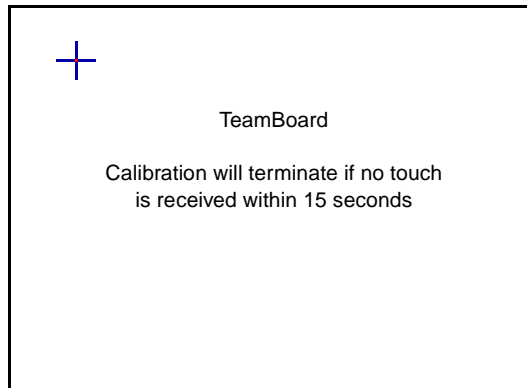 TeamBoard
Calibration will terminate if no touch
is received within 15 seconds